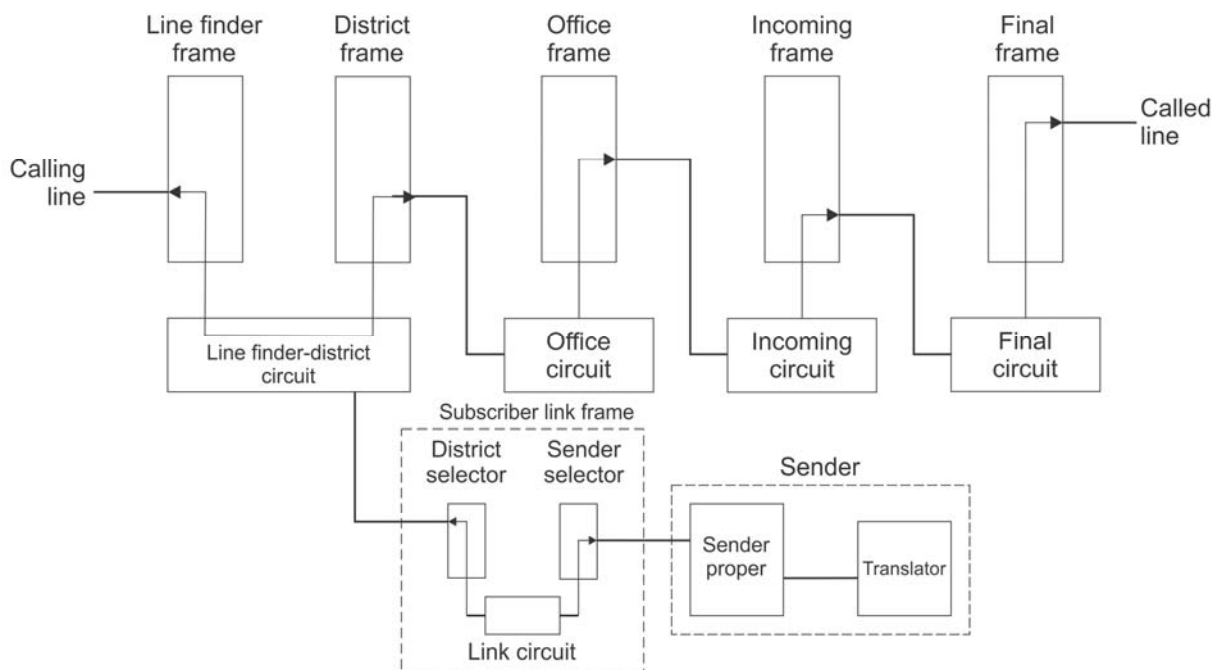 Line finder
frame
District
frame
Office
frame
Incoming
frame
Final
frame
Calling
line
Called
line
Line finder-district
circuit
Office
circuit
Incoming
circuit
Final
circuit
Subscriber link frame
District
selector
Sender
selector
Link circuit
Sender
Sender
proper
Translator